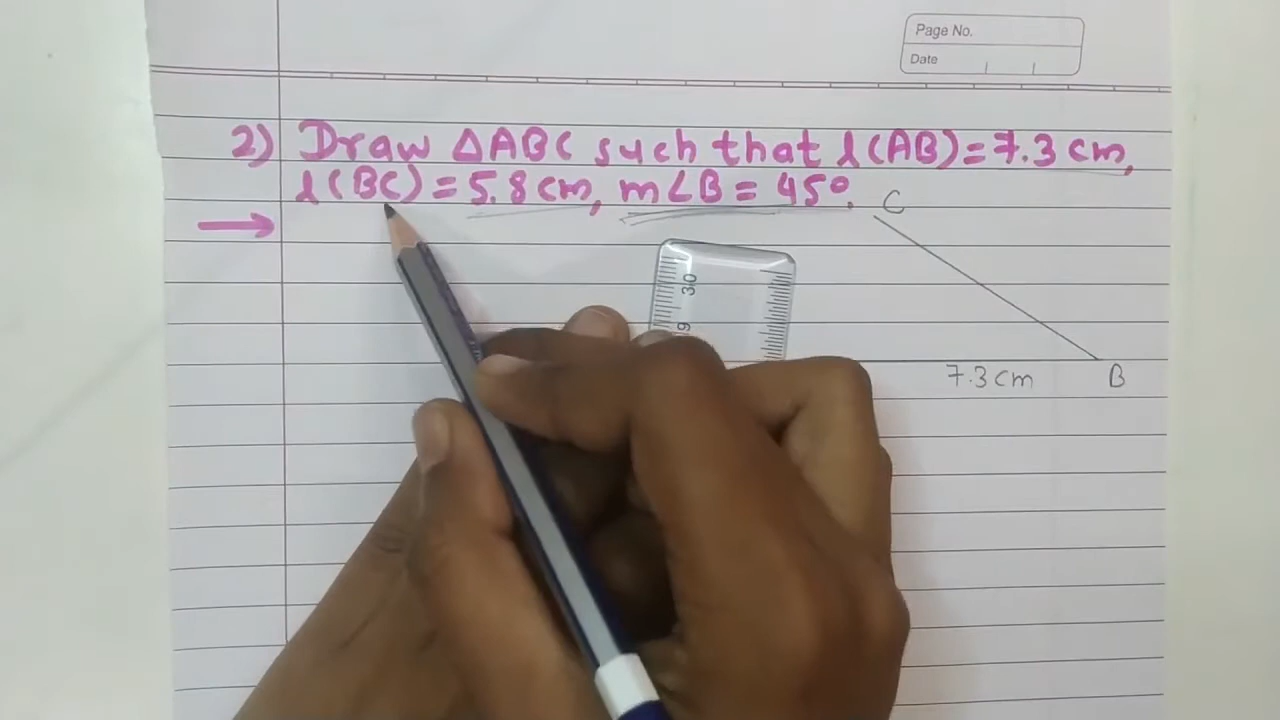 Page No.
Date
2) Draw ΔABC such that l(AB) = 7.3 cm,
l(BC) = 5.8 cm, m∠B = 45°.
C
30
9
7.3 cm
B